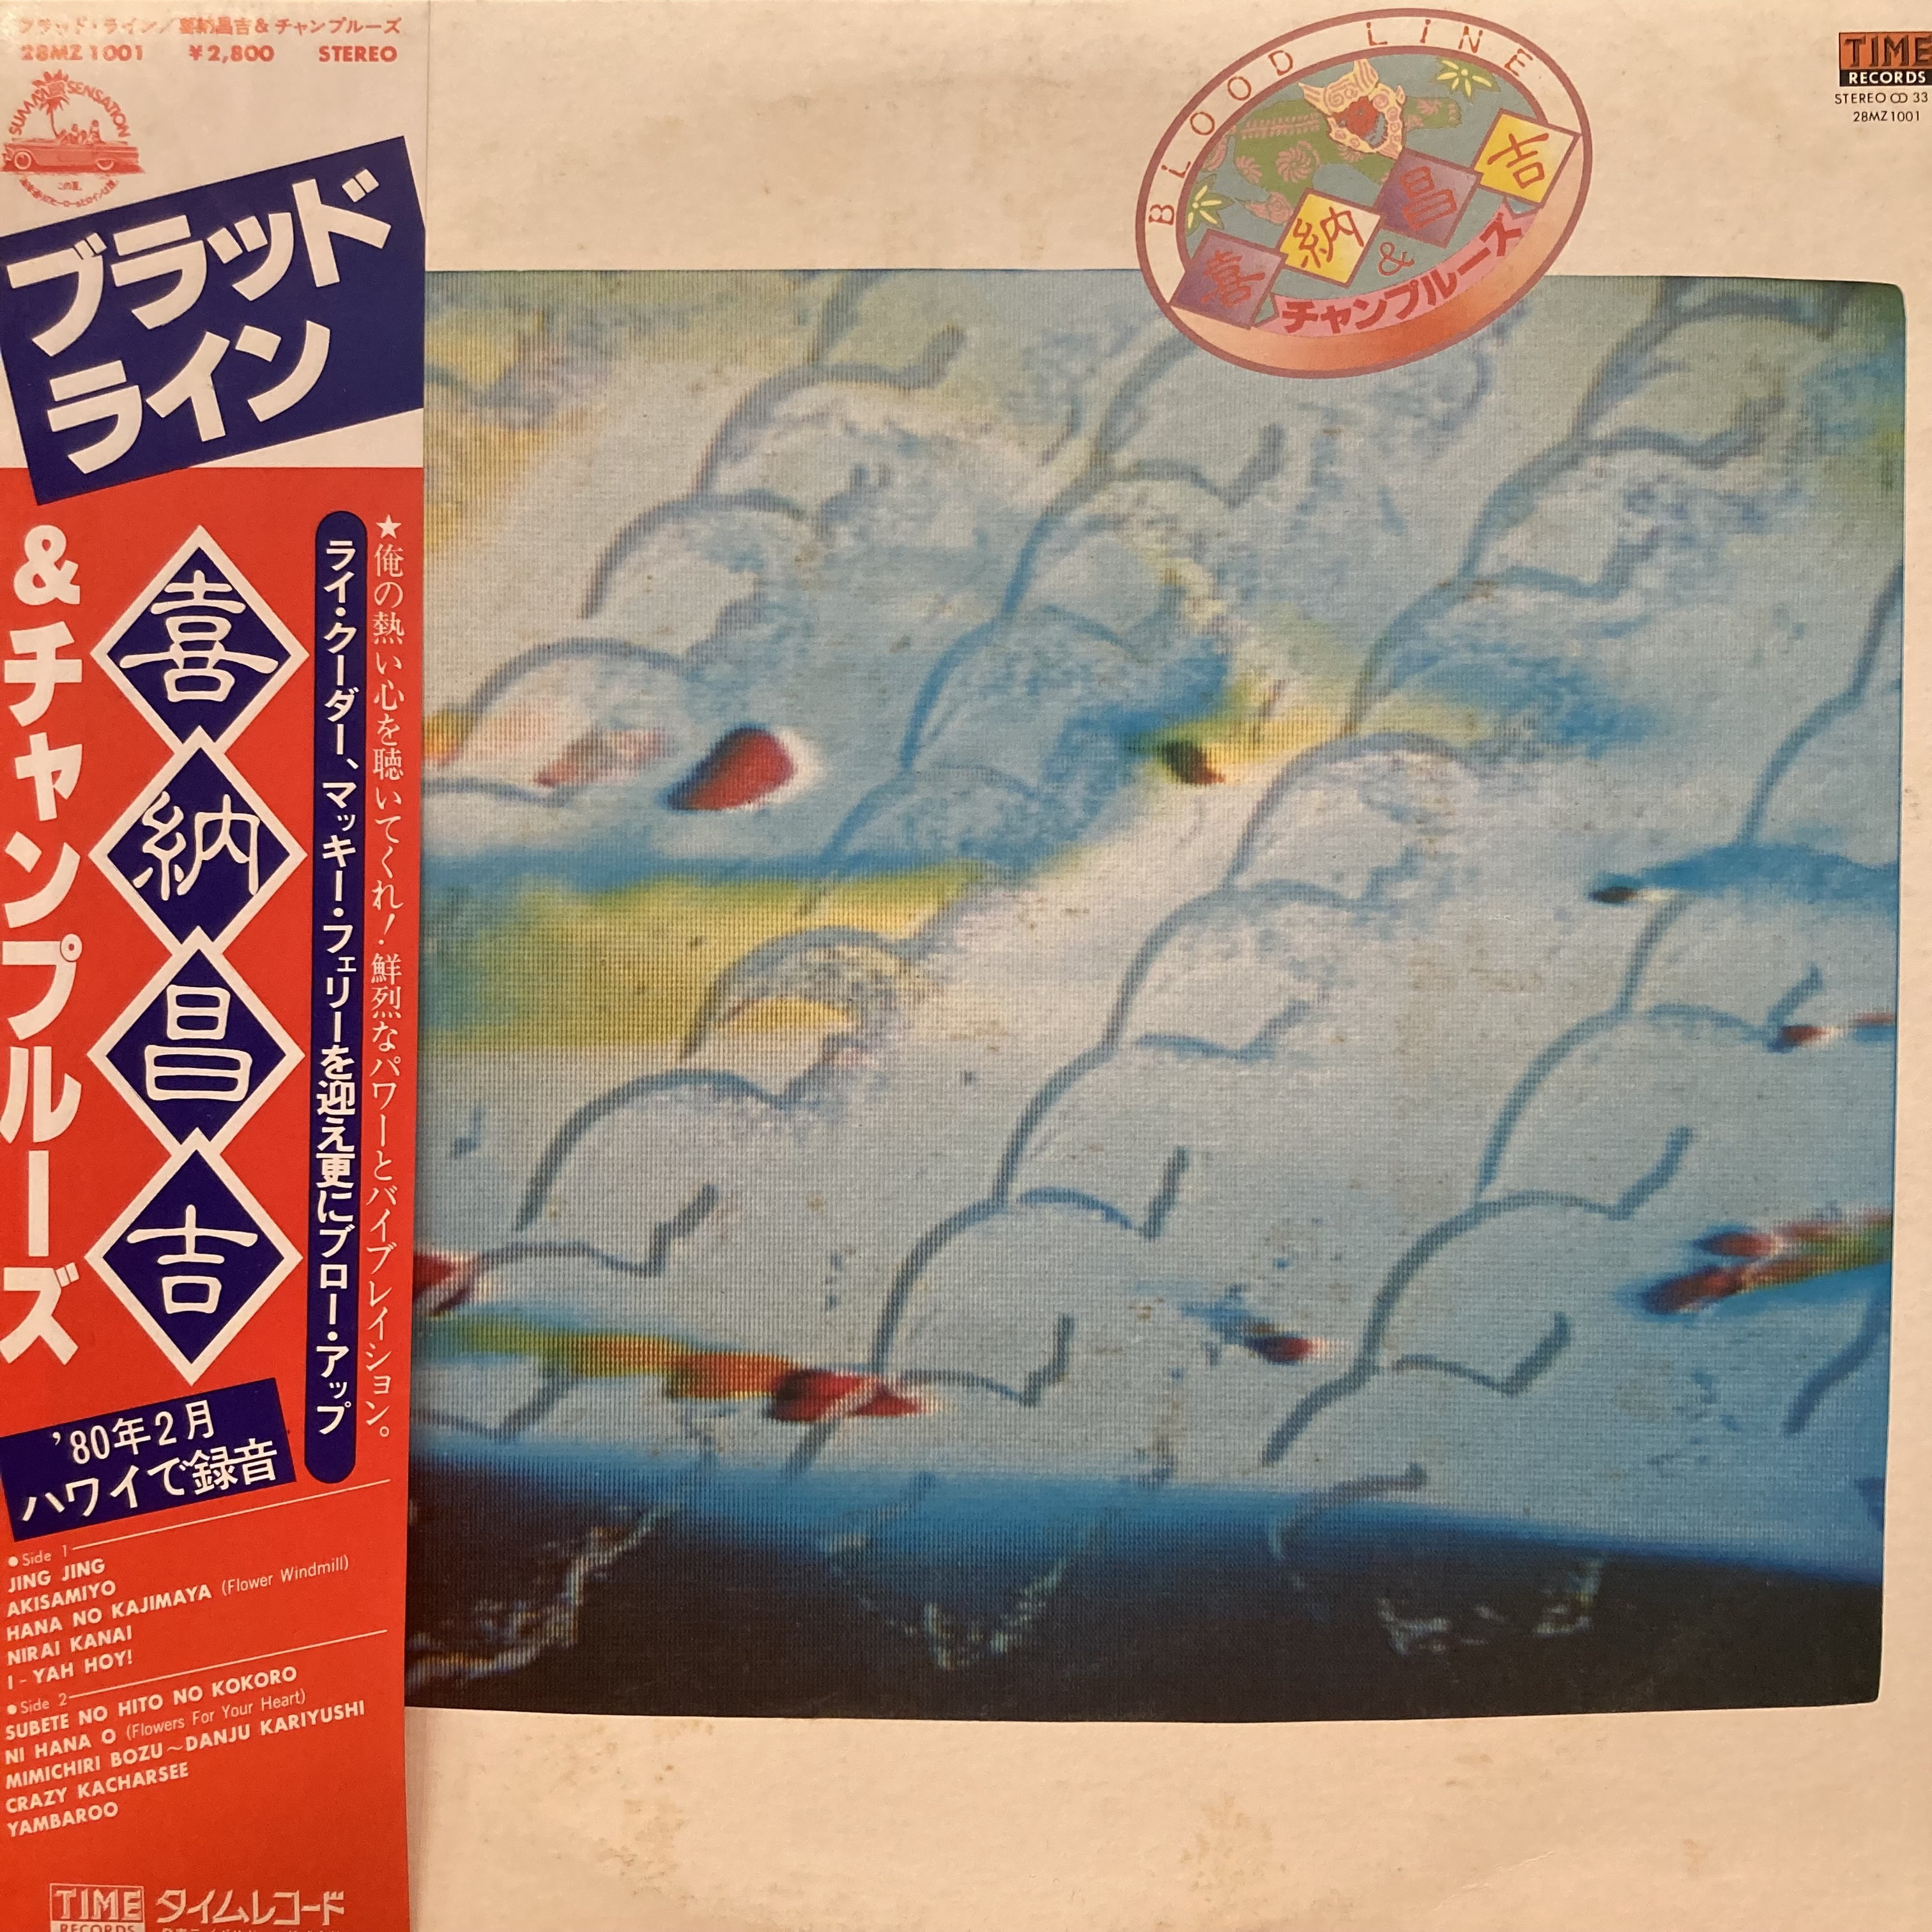 ブラッド・ライン／喜納昌吉&チャンプルーズ
28MZ 1001 ￥2,800 STEREO
SUMMER SENSATION
この夏、
ブラッド
ライン
★俺の熱い心を聴いてくれ！鮮烈なパワーとバイブレイション。
ライ・クーダー、マッキー・フェリーを迎え更にブロー・アップ
喜納昌吉
&チャンプルーズ
'80年2月
ハワイで録音
●Side 1
JING JING
AKISAMIYO
HANA NO KAJIMAYA (Flower Windmill)
NIRAI KANAI
I-YAH HOY!
●Side 2
SUBETE NO HITO NO KOKORO
NI HANA O (Flowers For Your Heart)
MIMICHIRI BOZU～DANJU KARIYUSHI
CRAZY KACHARSEE
YAMBAROO
TIME
RECORDS
タイムレコード
BLOOD LINE
喜納昌吉
&
チャンプルーズ
TIME
RECORDS
STEREO 33
28MZ1001